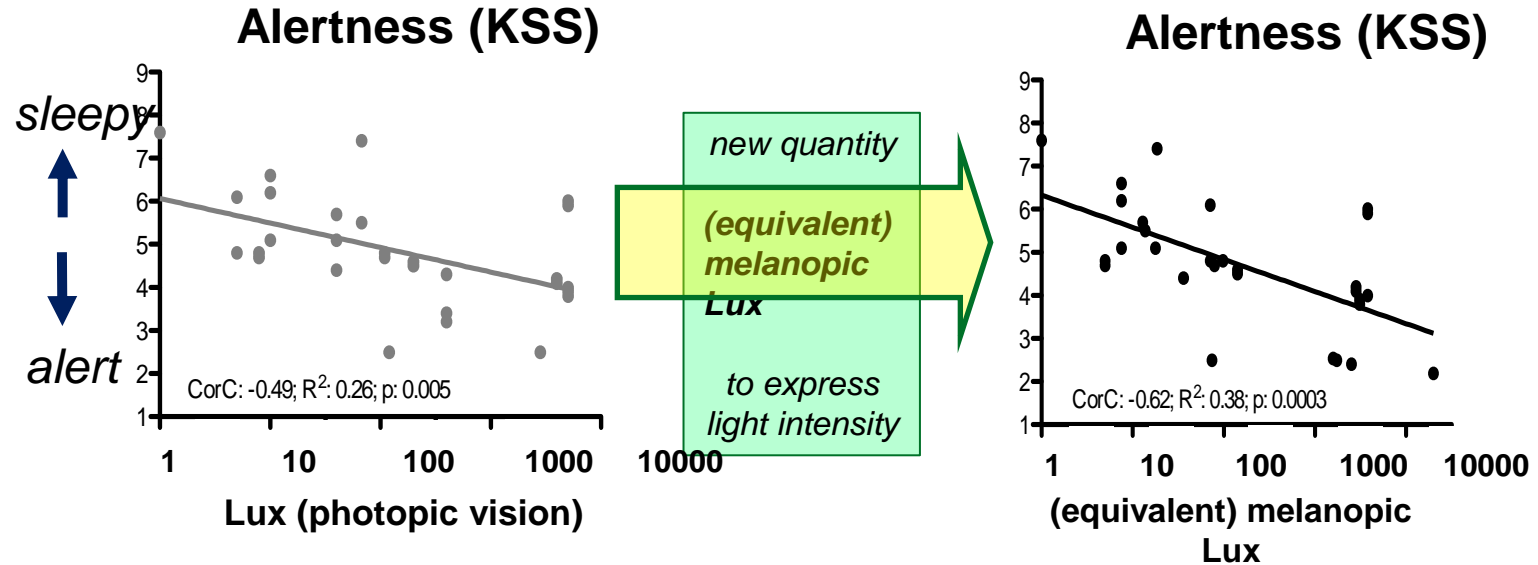 Alertness (KSS)
sleepy
alert
9
8
7
6
5
4
3
2
1
CorC: -0.49; R²: 0.26; p: 0.005
1 10 100 1000 10000
Lux (photopic vision)
new quantity
(equivalent)
melanopic
Lux
to express
light intensity
Alertness (KSS)
9
8
7
6
5
4
3
2
1
CorC: -0.62; R²: 0.38; p: 0.0003
1 10 100 1000 10000
(equivalent) melanopic
Lux